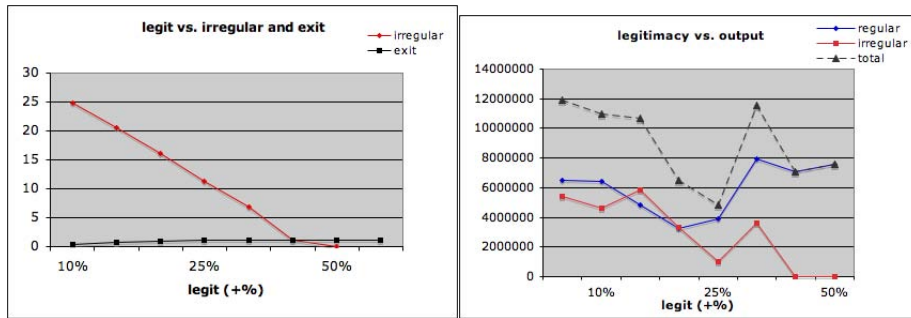 legit vs. irregular and exit
irregular
exit
30
25
20
15
10
5
0
10%
25%
50%
legit (+%)
legitimacy vs. output
regular
irregular
total
14000000
12000000
10000000
8000000
6000000
4000000
2000000
0
10%
25%
50%
legit (+%)